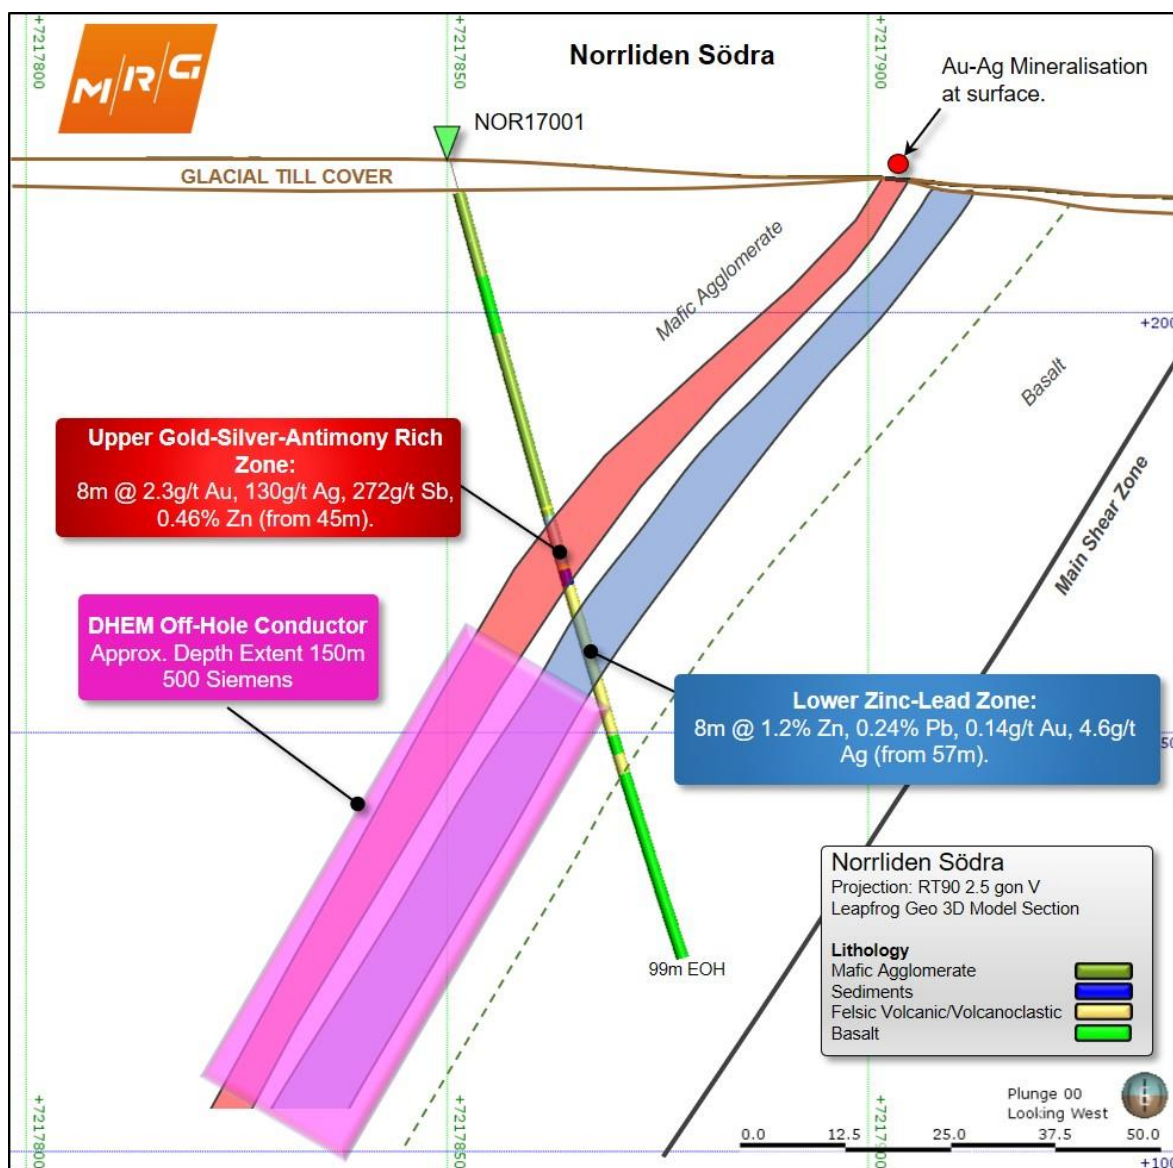 +7217800
+7217850
+7217900
M/R/G
Norrliden Södra
Au-Ag Mineralisation
at surface.
NOR17001
GLACIAL TILL COVER
Mafic Agglomerate
+200
Basalt
Upper Gold-Silver-Antimony Rich
Zone:
8m @ 2.3g/t Au, 130g/t Ag, 272g/t Sb,
0.46% Zn (from 45m).
Main Shear Zone
DHEM Off-Hole Conductor
Approx. Depth Extent 150m
500 Siemens
Lower Zinc-Lead Zone:
8m @ 1.2% Zn, 0.24% Pb, 0.14g/t Au, 4.6g/t
Ag (from 57m).
99m EOH
Norrliden Södra
Projection: RT90 2.5 gon V
Leapfrog Geo 3D Model Section
Lithology
Mafic Agglomerate
Sediments
Felsic Volcanic/Volcanoclastic
Basalt
Plunge 00
Looking West
0.0 12.5 25.0 37.5 50.0
+7217800
+7217850
+7217900
+100